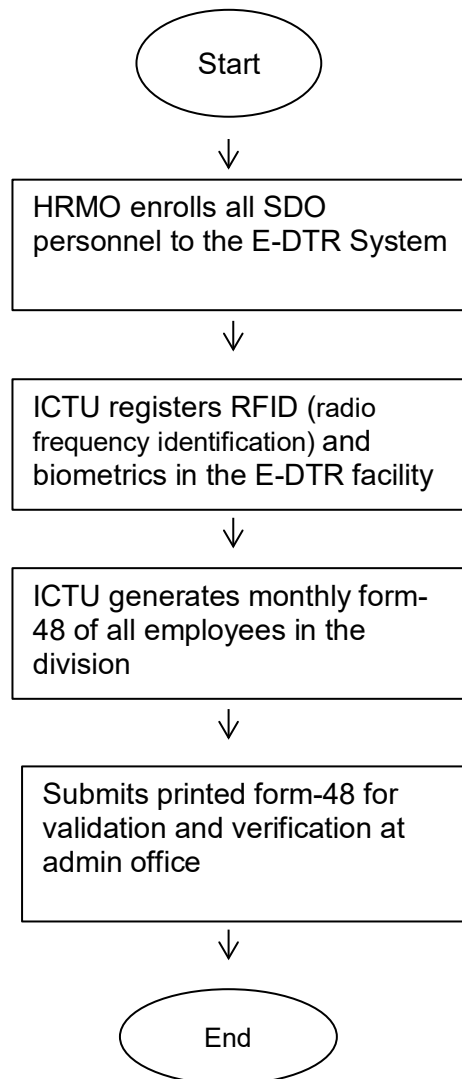 Start
HRMO enrolls all SDO
personnel to the E-DTR System
ICTU registers RFID (radio
frequency identification) and
biometrics in the E-DTR facility
ICTU generates monthly form-
48 of all employees in the
division
Submits printed form-48 for
validation and verification at
admin office
End